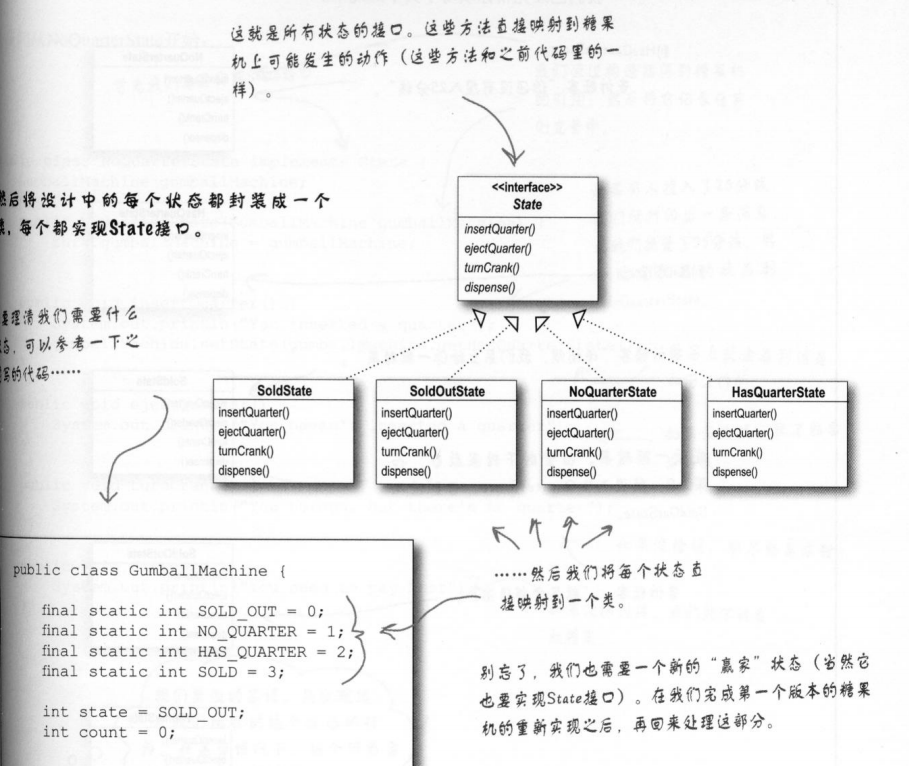 这就是所有状态的接口。这些方法直接映射到糖果
机上可能发生的动作（这些方法和之前代码里的一
样）。
然后将设计中的每个状态都封装成一个
类，每个都实现State接口。
<<interface>>
State
insertQuarter()
ejectQuarter()
turnCrank()
dispense()
要理清我们需要什么
状态，可以参考一下之
写的代码……
SoldState
insertQuarter()
ejectQuarter()
turnCrank()
dispense()
SoldOutState
insertQuarter()
ejectQuarter()
turnCrank()
dispense()
NoQuarterState
insertQuarter()
ejectQuarter()
turnCrank()
dispense()
HasQuarterState
insertQuarter()
ejectQuarter()
turnCrank()
dispense()
public class GumballMachine {
final static int SOLD_OUT = 0;
final static int NO_QUARTER = 1;
final static int HAS_QUARTER = 2;
final static int SOLD = 3;
int state = SOLD_OUT;
int count = 0;
……然后我们将每个状态直
接映射到一个类。
别忘了，我们也需要一个新的“赢家”状态（当然它
也要实现State接口）。在我们完成第一个版本的糖果
机的重新实现之后，再回来处理这部分。